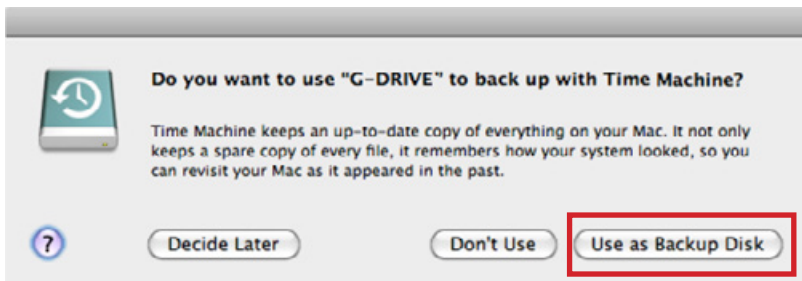 Do you want to use "G-DRIVE" to back up with Time Machine?
Time Machine keeps an up-to-date copy of everything on your Mac. It not only
keeps a spare copy of every file, it remembers how your system looked, so you
can revisit your Mac as it appeared in the past.
? Decide Later Don't Use Use as Backup Disk